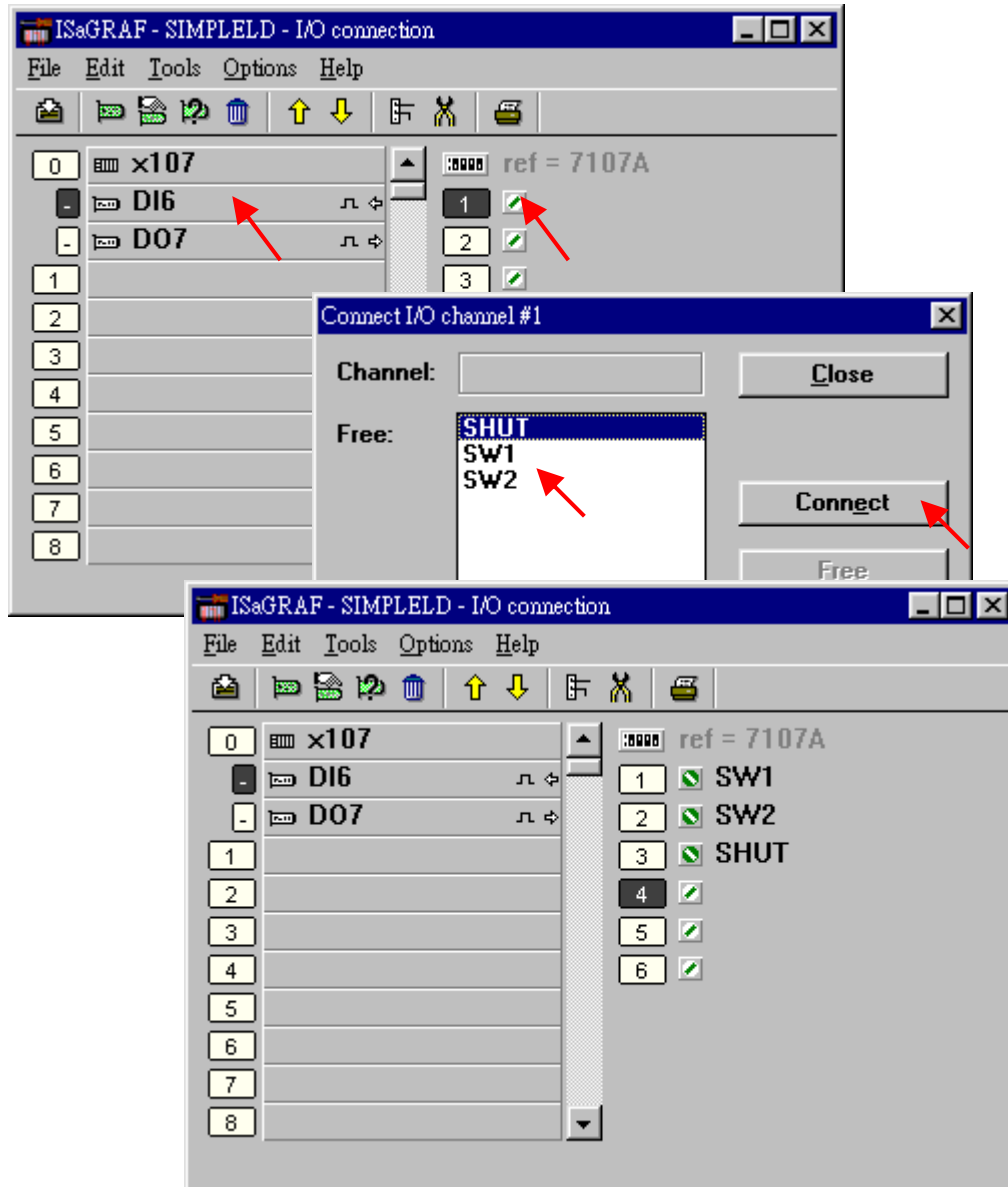 ISaGRAF - SIMPLELD - I/O connection
File Edit Tools Options Help
0 x107 ref = 7107A
- DI6 1
- DO7 2
1 3
2
3
4
5
6
7
8
Connect I/O channel #1
Channel: Close
Free: SHUT
SW1
SW2
Connect
Free
ISaGRAF - SIMPLELD - I/O connection
File Edit Tools Options Help
0 x107 ref = 7107A
- DI6 1 SW1
- DO7 2 SW2
1 3 SHUT
2 4
3 5
4 6
5
6
7
8